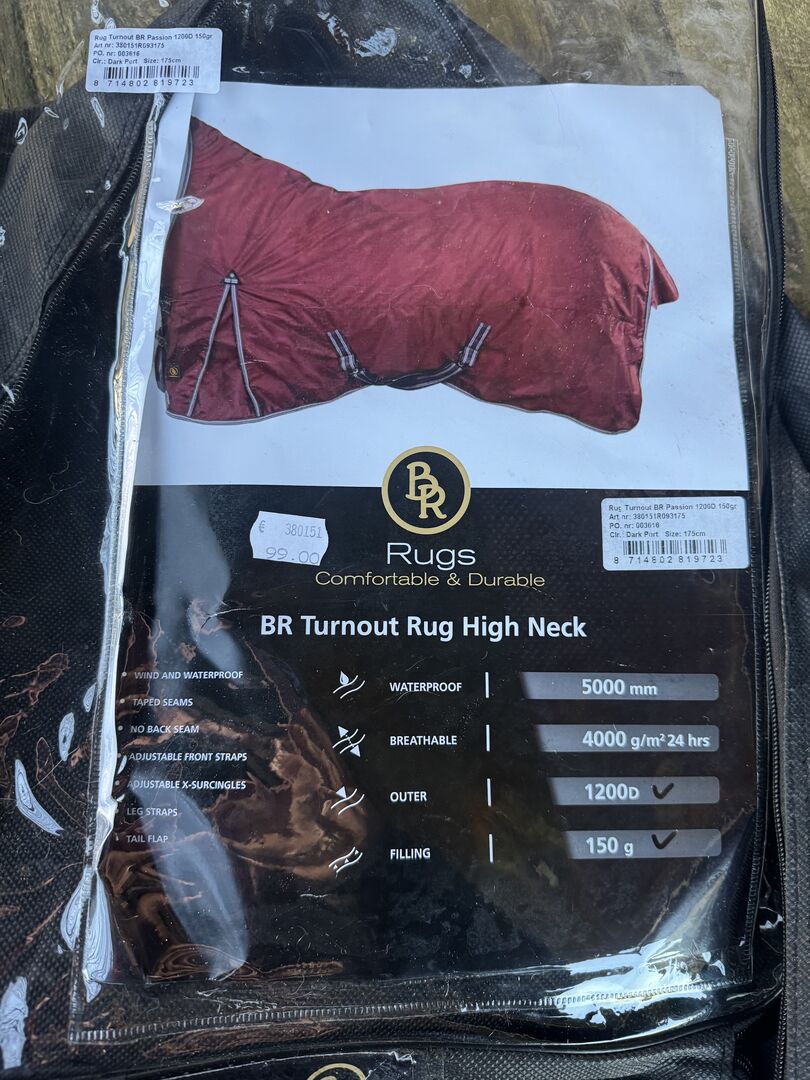 Rug Turnout BR Passion 1200D.150gr
Art nr: 380151R093175
PO. nr: 003616
Clr.: Dark Port Size: 175cm
8 714802 819723
BR
Rugs
Comfortable & Durable
€ 380151
99.00
Rug Turnout BR Passion 1200D.150gr
Art nr: 380151R093175
PO. nr: 003616
Clr.: Dark Port Size: 175cm
8 714802 819723
BR Turnout Rug High Neck
• WIND AND WATERPROOF
• TAPED SEAMS
• NO BACK SEAM
• ADJUSTABLE FRONT STRAPS
• ADJUSTABLE X-SURCINGLES
• LEG STRAPS
• TAIL FLAP
WATERPROOF | 5000 mm
BREATHABLE | 4000 g/m² 24 hrs
OUTER | 1200D ✓
FILLING | 150 g ✓